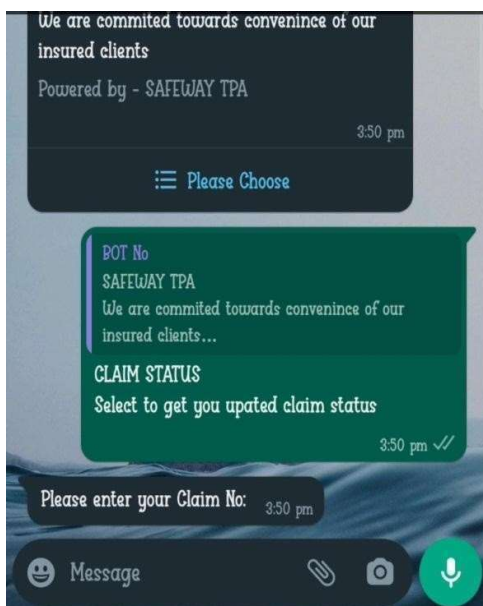 We are commited towards convenince of our
insured clients
Powered by - SAFEWAY TPA
3:50 pm
Please Choose
BOT No
SAFEWAY TPA
We are commited towards convenince of our
insured clients...
CLAIM STATUS
Select to get you upated claim status
3:50 pm
Please enter your Claim No:
3:50 pm
Message